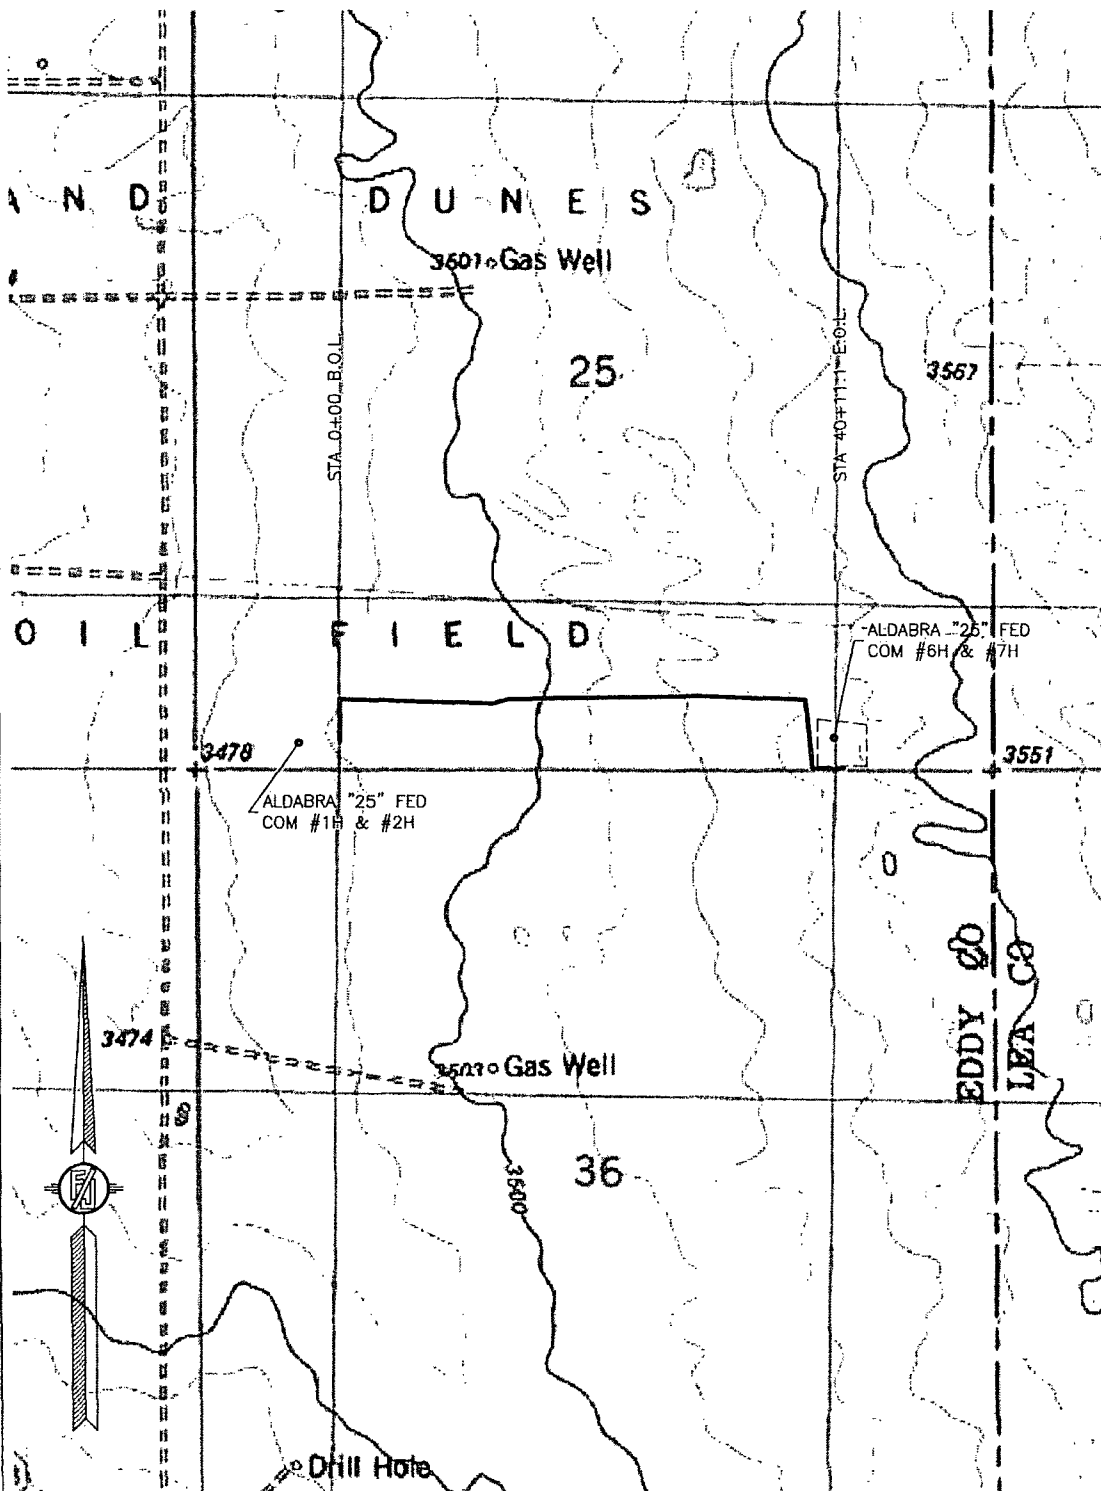 A N D   D U N E S
3601 Gas Well
25
3567
STA 0+00 B.O.L.
STA 40+11.1 E.O.L.
O I L   F I E L D
ALDABRA "25" FED
COM #6H & #7H
3478
3551
ALDABRA "25" FED
COM #1H & #2H
EDDY CO
LEA CO
3474
3503 Gas Well
36
3500
Drill Hole